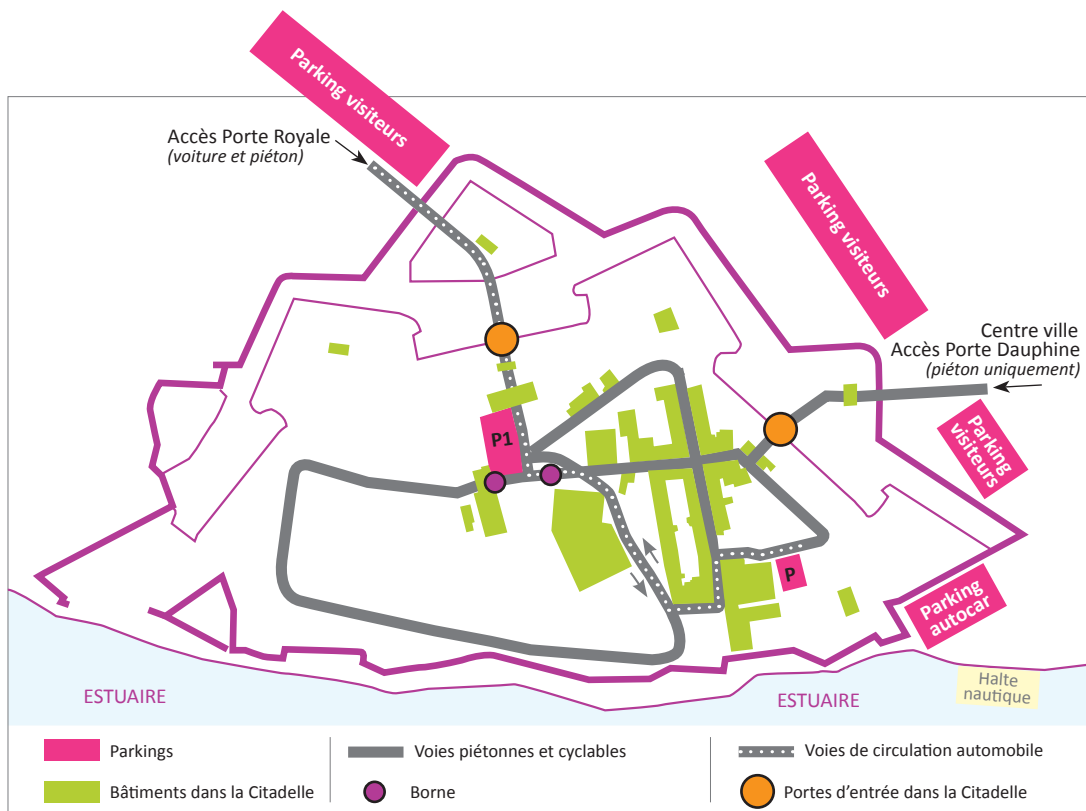 Parking visiteurs
Accès Porte Royale
(voiture et piéton)
Parking visiteurs
Centre ville
Accès Porte Dauphine
(piéton uniquement)
Parking
visiteurs
P1
P
Parking
autocar
Halte
nautique
ESTUAIRE
ESTUAIRE
Parkings
Voies piétonnes et cyclables
Voies de circulation automobile
Bâtiments dans la Citadelle
Borne
Portes d'entrée dans la Citadelle